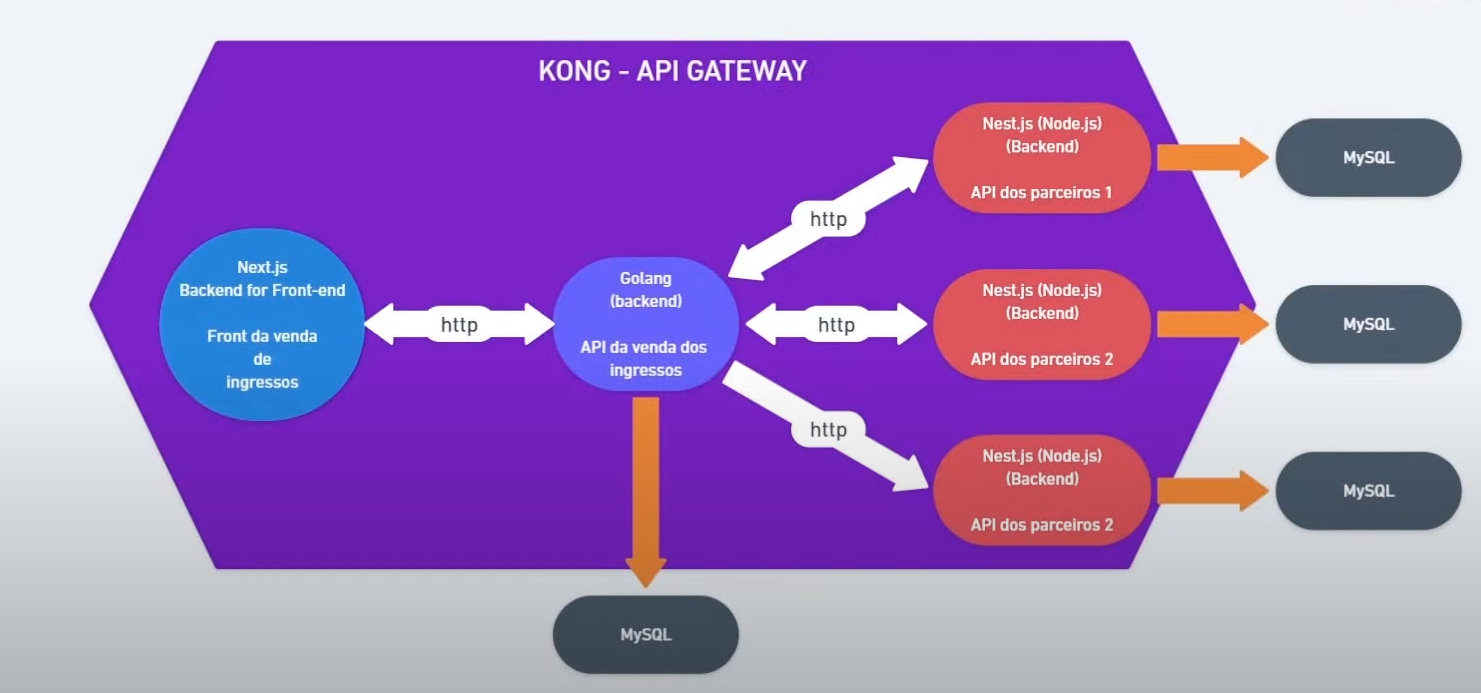 KONG - API GATEWAY
Next.js
Backend for Front-end
Front da venda
de
ingressos
http
Golang
(backend)
API da venda dos
ingressos
http
http
http
Nest.js (Node.js)
(Backend)
API dos parceiros 1
MySQL
Nest.js (Node.js)
(Backend)
API dos parceiros 2
MySQL
Nest.js (Node.js)
(Backend)
API dos parceiros 2
MySQL
MySQL